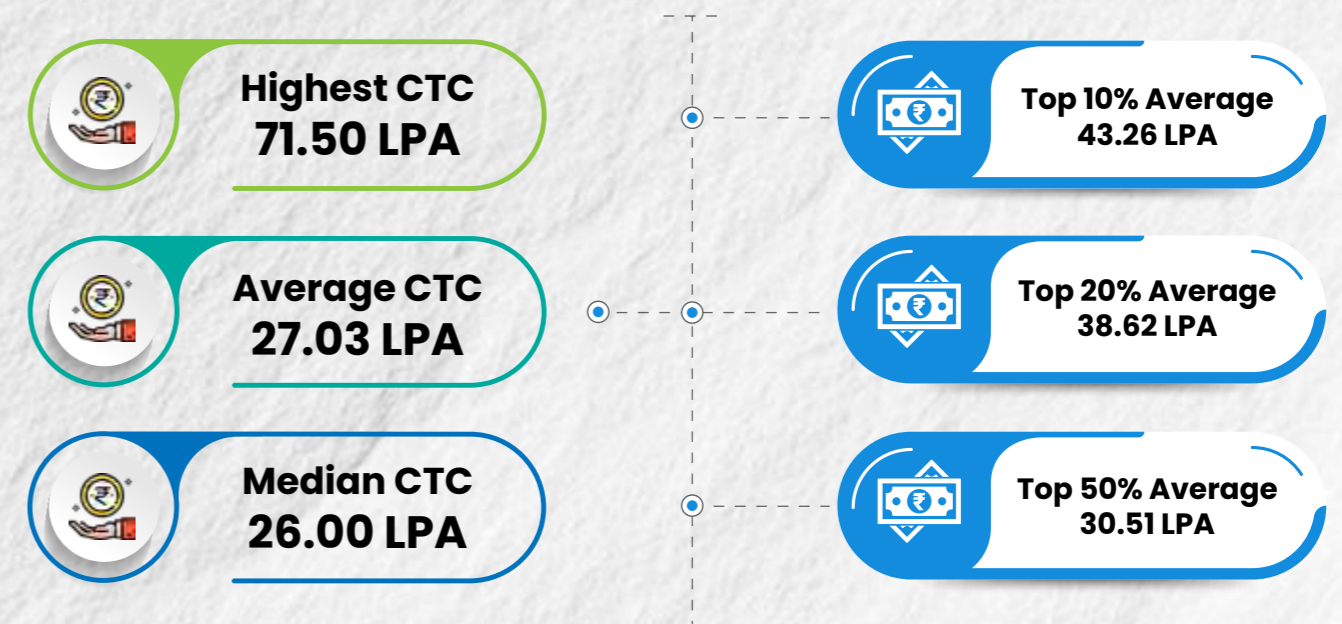 Highest CTC
71.50 LPA
Average CTC
27.03 LPA
Median CTC
26.00 LPA
Top 10% Average
43.26 LPA
Top 20% Average
38.62 LPA
Top 50% Average
30.51 LPA